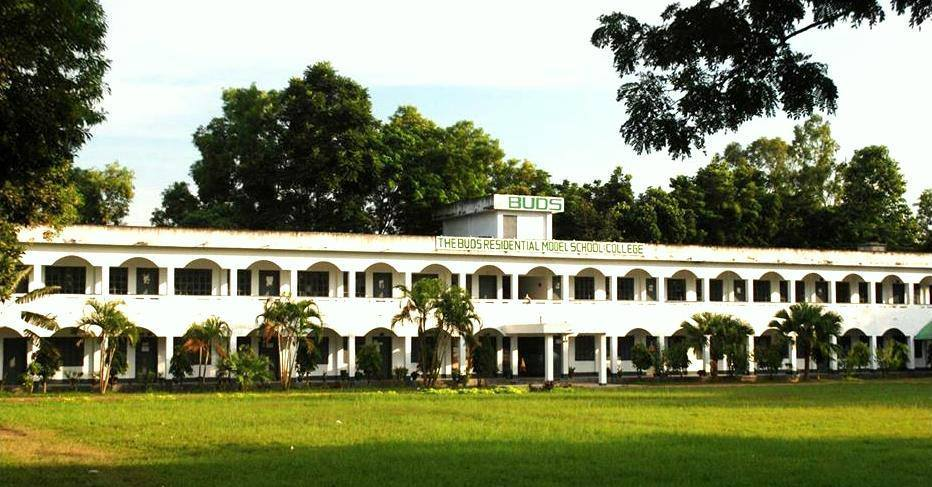 BUDS
THE BUDS RESIDENTIAL MODEL SCHOOL & COLLEGE